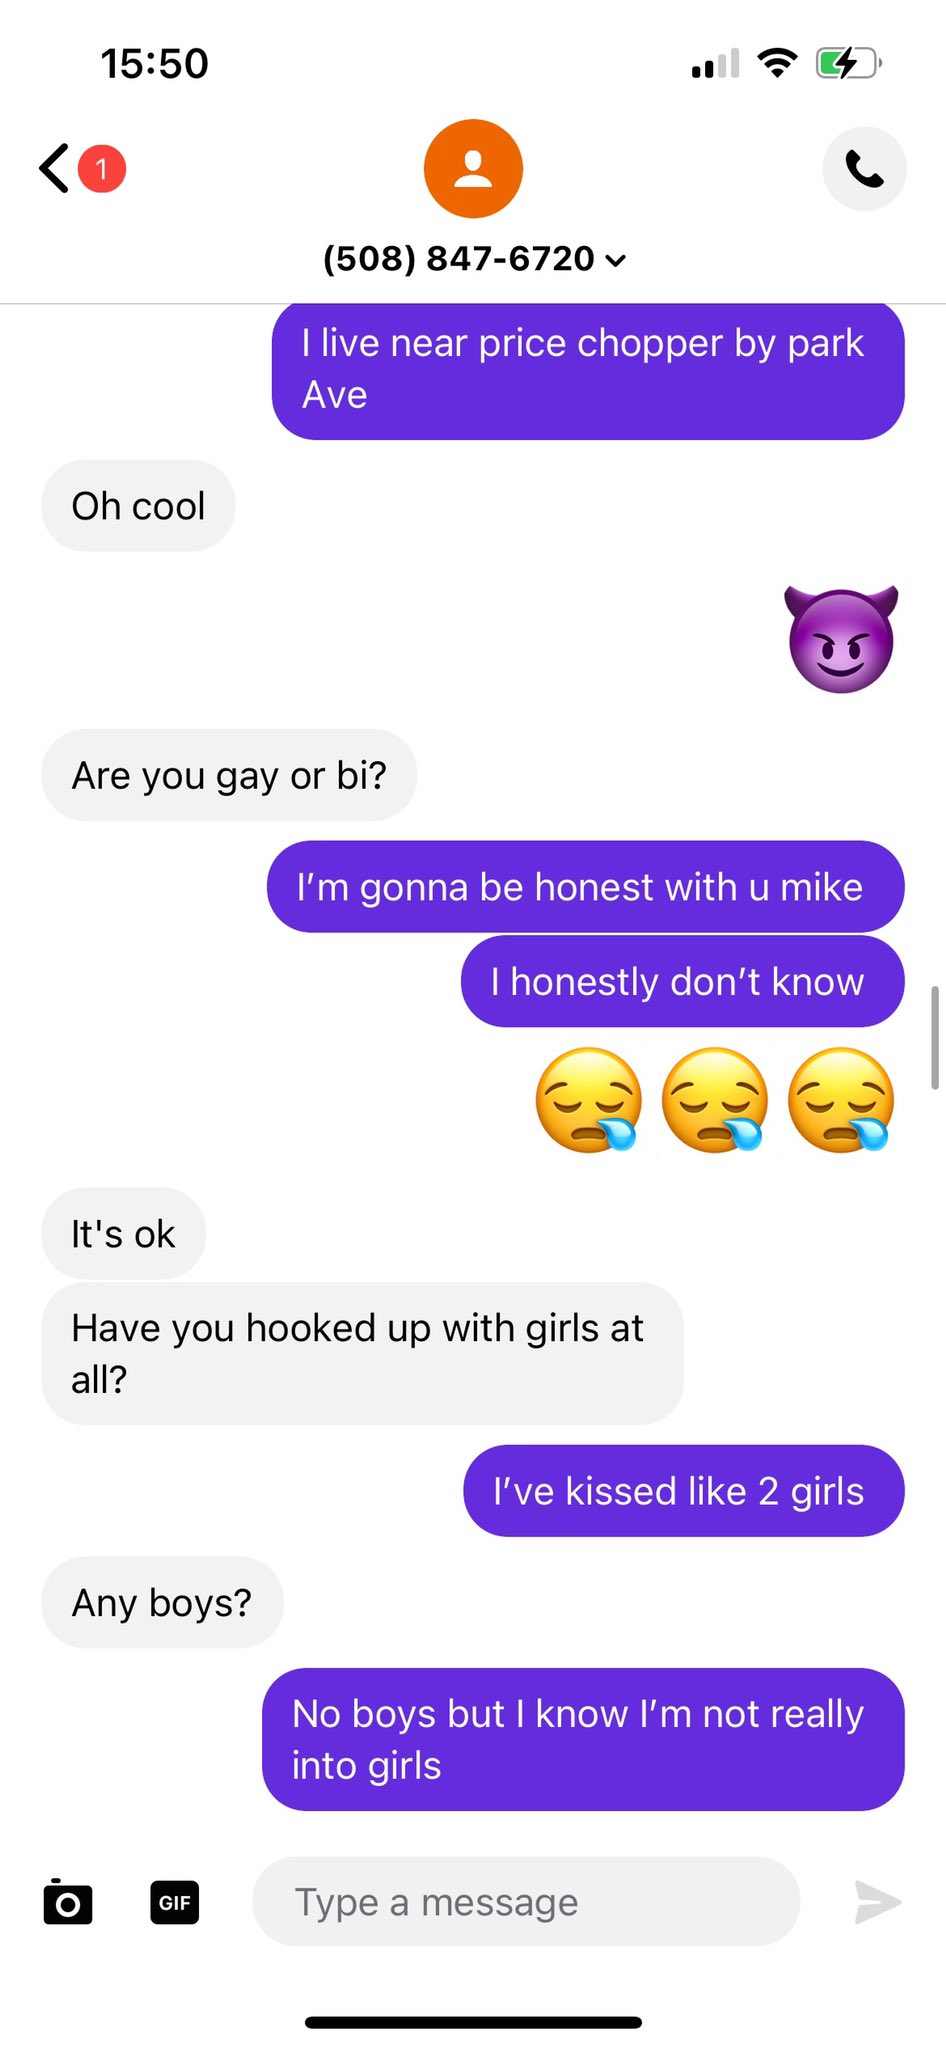 15:50
1
(508) 847-6720
I live near price chopper by park
Ave
Oh cool
Are you gay or bi?
I'm gonna be honest with u mike
I honestly don't know
It's ok
Have you hooked up with girls at
all?
I've kissed like 2 girls
Any boys?
No boys but I know I'm not really
into girls
GIF
Type a message